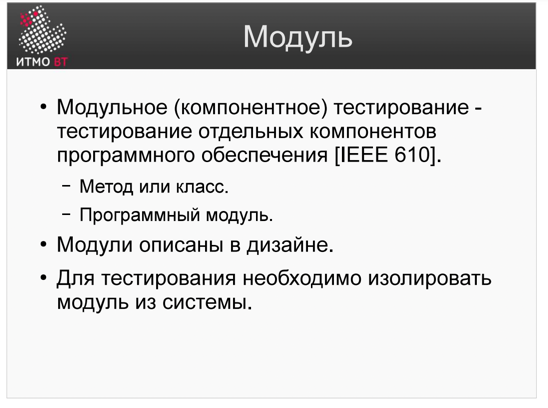 ИТМО ВТ
Модуль
• Модульное (компонентное) тестирование -
тестирование отдельных компонентов
программного обеспечения [IEEE 610].
– Метод или класс.
– Программный модуль.
• Модули описаны в дизайне.
• Для тестирования необходимо изолировать
модуль из системы.